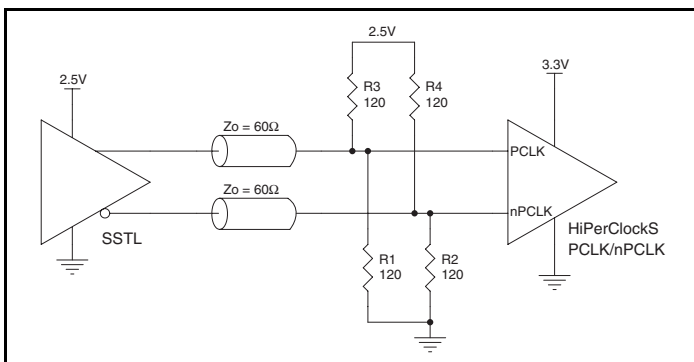 2.5V
2.5V
3.3V
R3
120
R4
120
Zo = 60Ω
PCLK
Zo = 60Ω
nPCLK
SSTL
HiPerClockS
PCLK/nPCLK
R1
120
R2
120